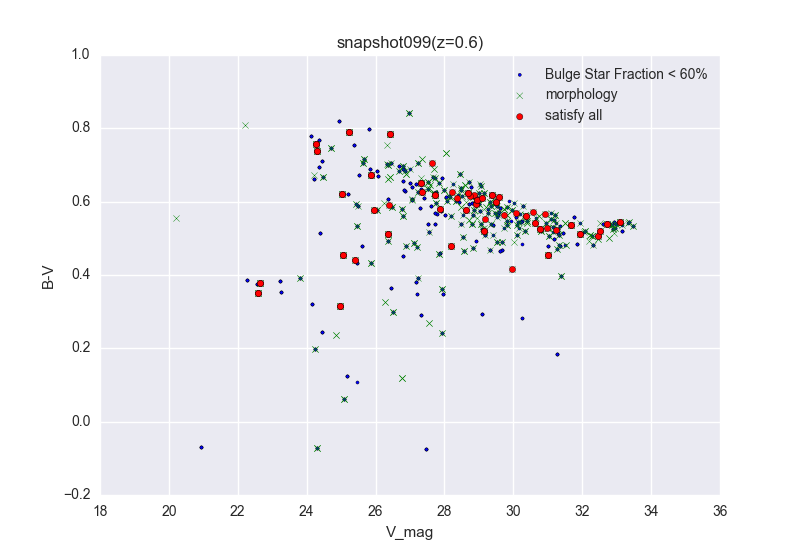 snapshot099(z=0.6)
1.0
0.8
0.6
0.4
0.2
0.0
−0.2
B-V
Bulge Star Fraction < 60%
morphology
satisfy all
18 20 22 24 26 28 30 32 34 36
V_mag